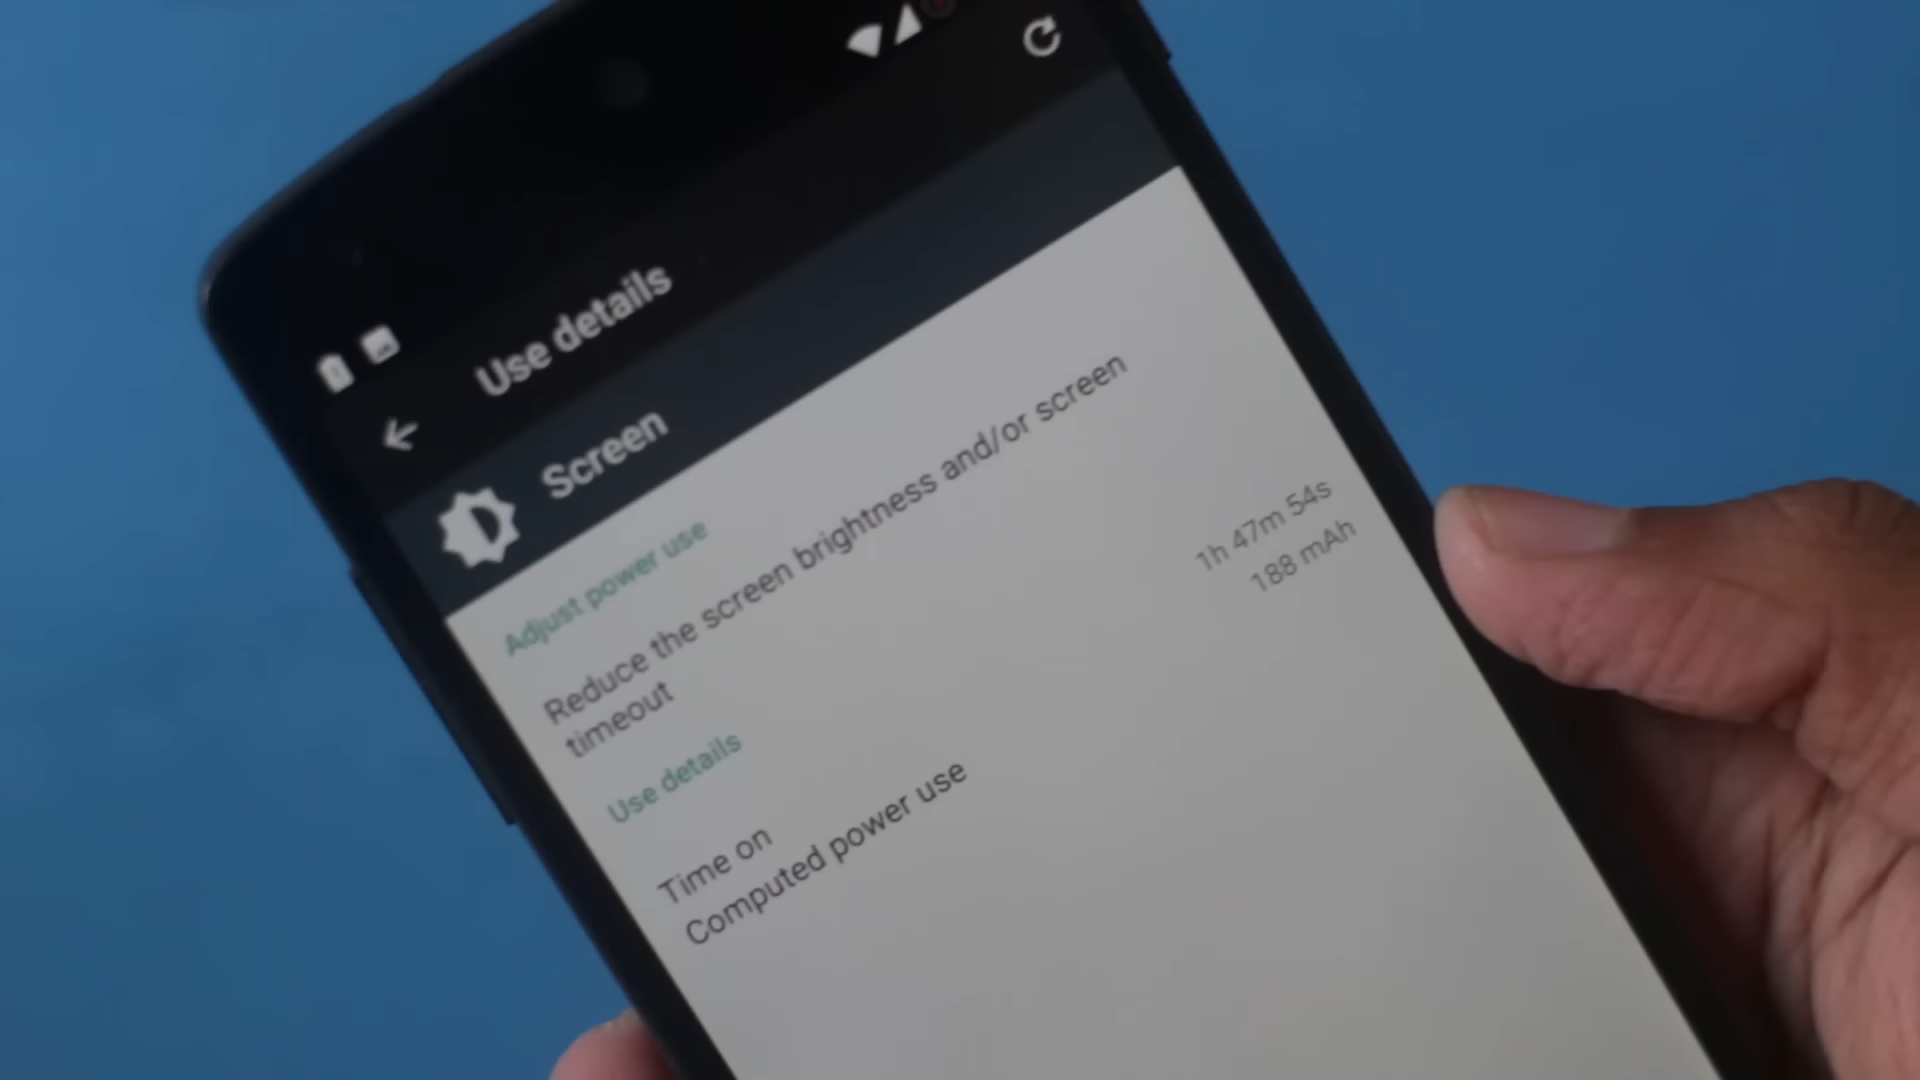 Use details
Screen
Adjust power use
Reduce the screen brightness and/or screen
timeout
Use details
Time on 1h 47m 54s
Computed power use 188 mAh